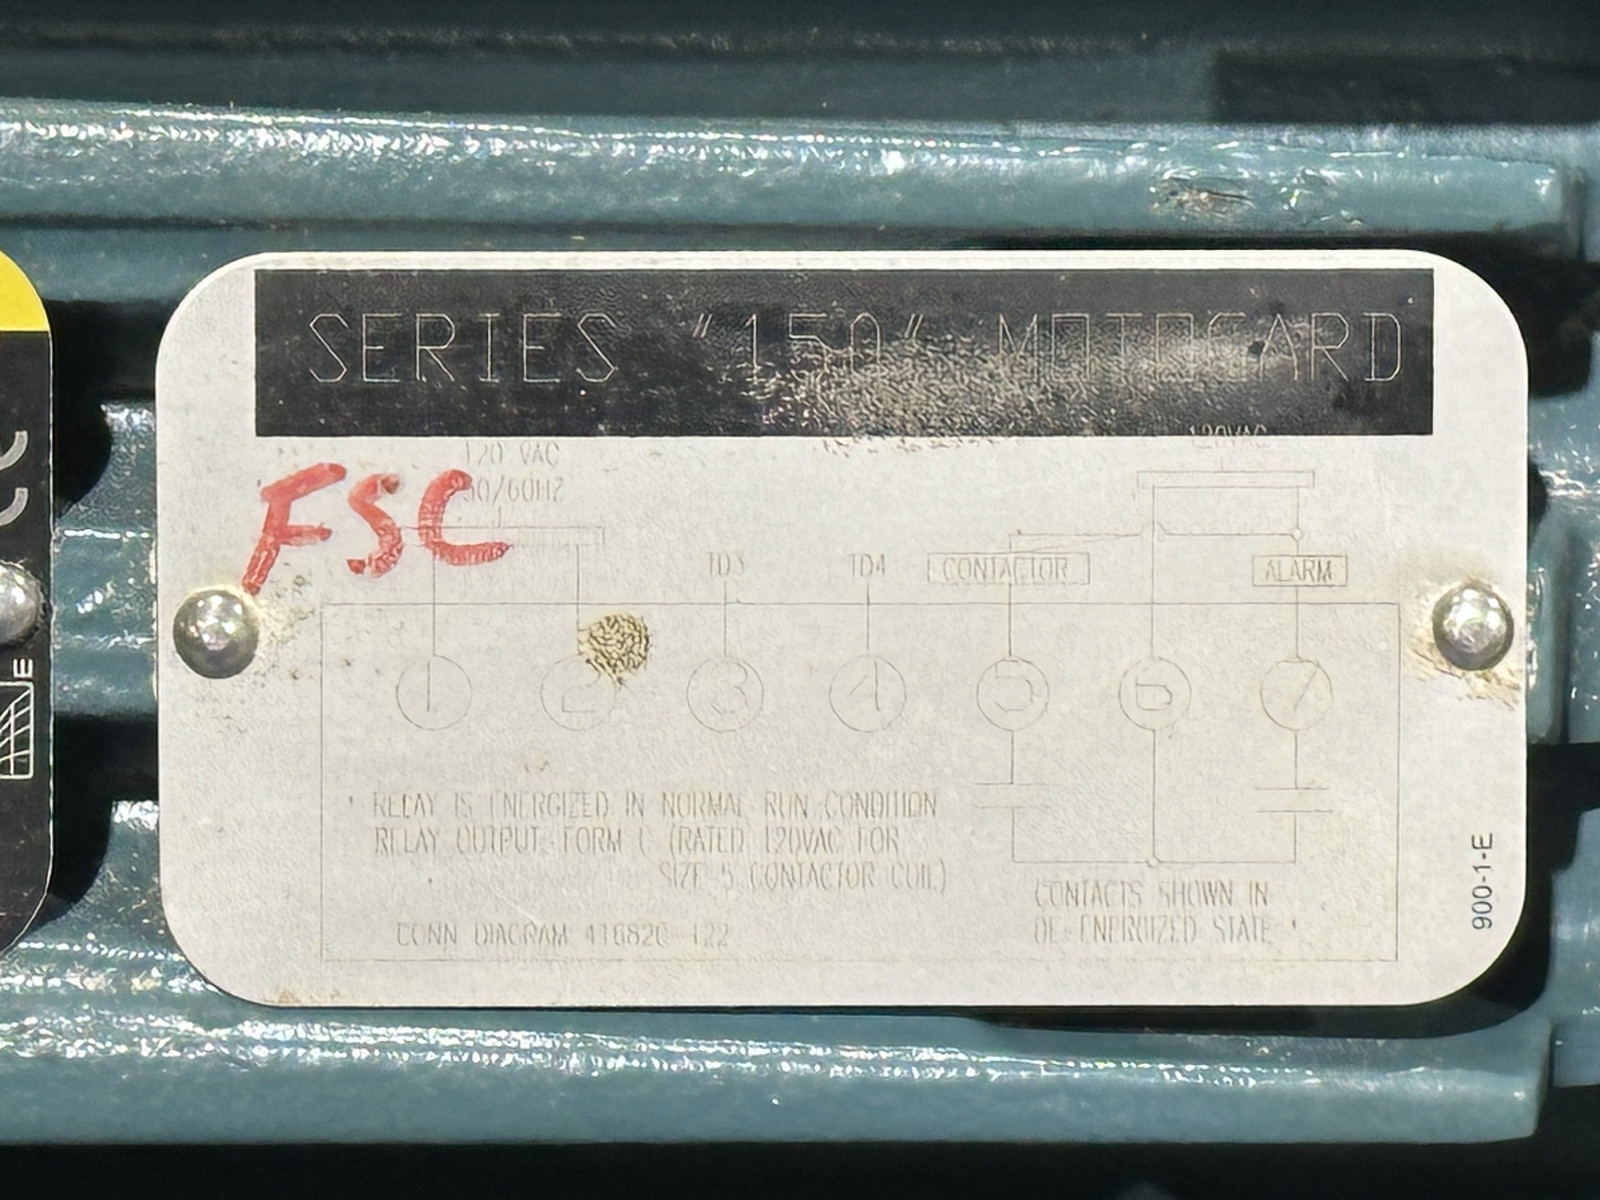 SERIES "150" MOTOGARD
120 VAC
50/60HZ
120VAC
FSC
TD3
TD4
CONTACTOR
ALARM
1
2
3
4
5
6
7
RELAY IS ENERGIZED IN NORMAL RUN CONDITION
RELAY OUTPUT FORM C (RATED 120VAC FOR
SIZE 5 CONTACTOR COIL)
CONTACTS SHOWN IN
DE-ENERGIZED STATE
CONN DIAGRAM 416820-122
900-1-E
E